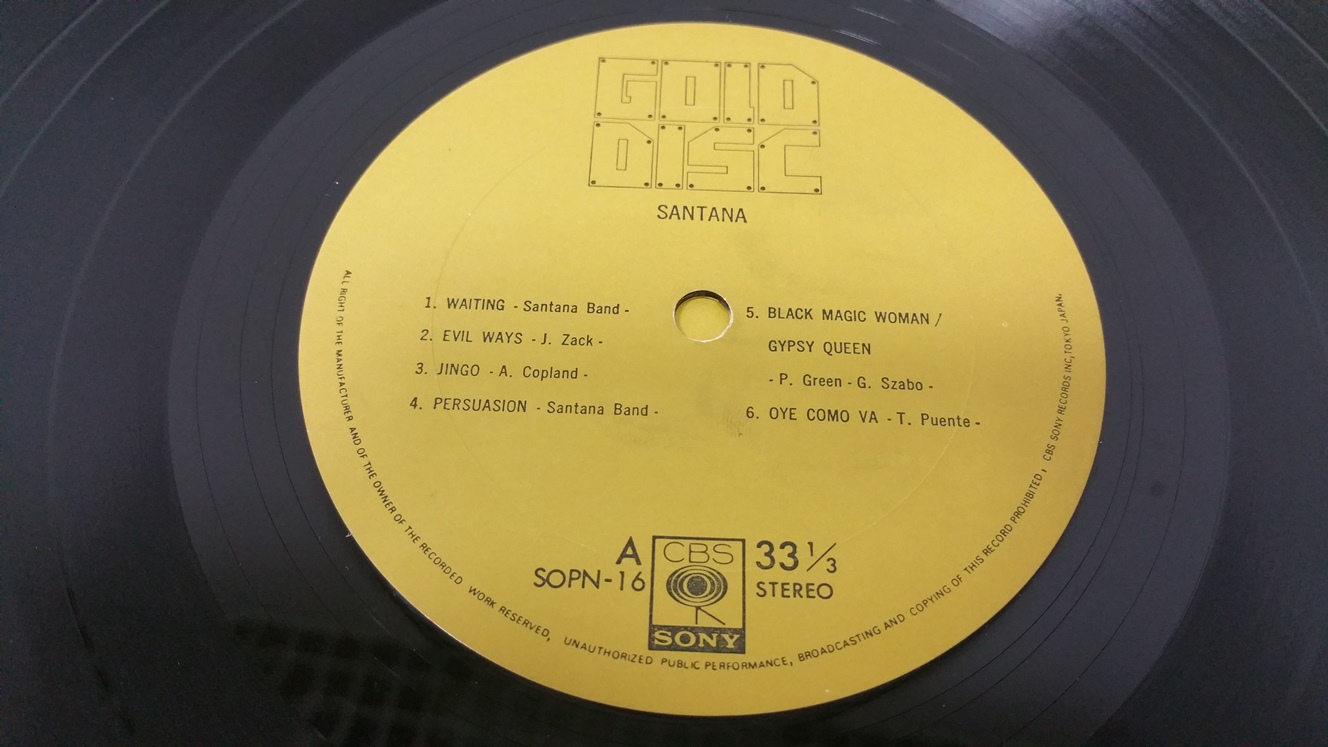 GOLD
DISC
SANTANA
1. WAITING - Santana Band -
2. EVIL WAYS - J. Zack -
3. JINGO - A. Copland -
4. PERSUASION - Santana Band -
5. BLACK MAGIC WOMAN /
GYPSY QUEEN
- P. Green - G. Szabo -
6. OYE COMO VA - T. Puente -
A
SOPN-16
CBS
SONY
33 1/3
STEREO
ALL RIGHT OF THE MANUFACTURER AND OF THE OWNER OF THE RECORDED WORK RESERVED, UNAUTHORIZED PUBLIC PERFORMANCE, BROADCASTING AND COPYING OF THIS RECORD PROHIBITED, CBS SONY RECORDS INC, TOKYO JAPAN.